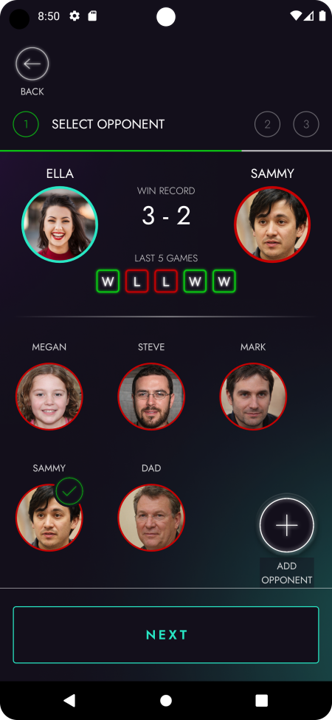 8:50
BACK
1 SELECT OPPONENT 2 3
ELLA
SAMMY
WIN RECORD
3 - 2
LAST 5 GAMES
W L L W W
MEGAN STEVE MARK
SAMMY DAD
ADD
OPPONENT
NEXT